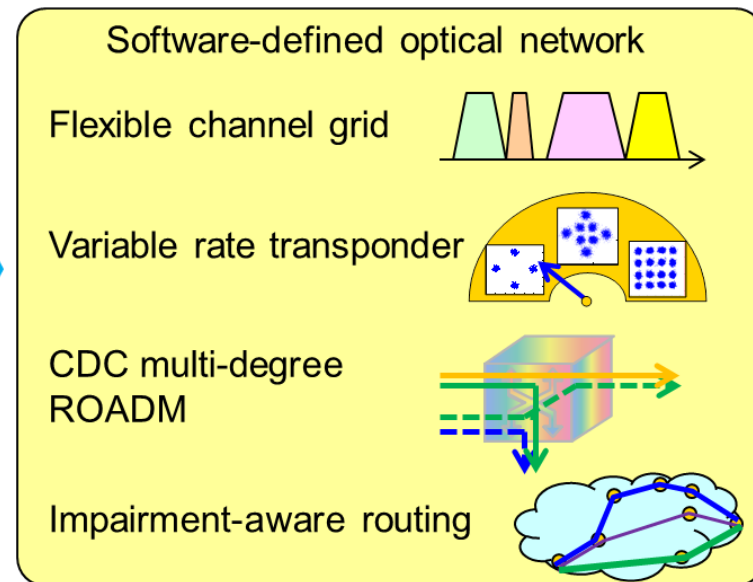 Software-defined optical network
Flexible channel grid
Variable rate transponder
CDC multi-degree
ROADM
Impairment-aware routing